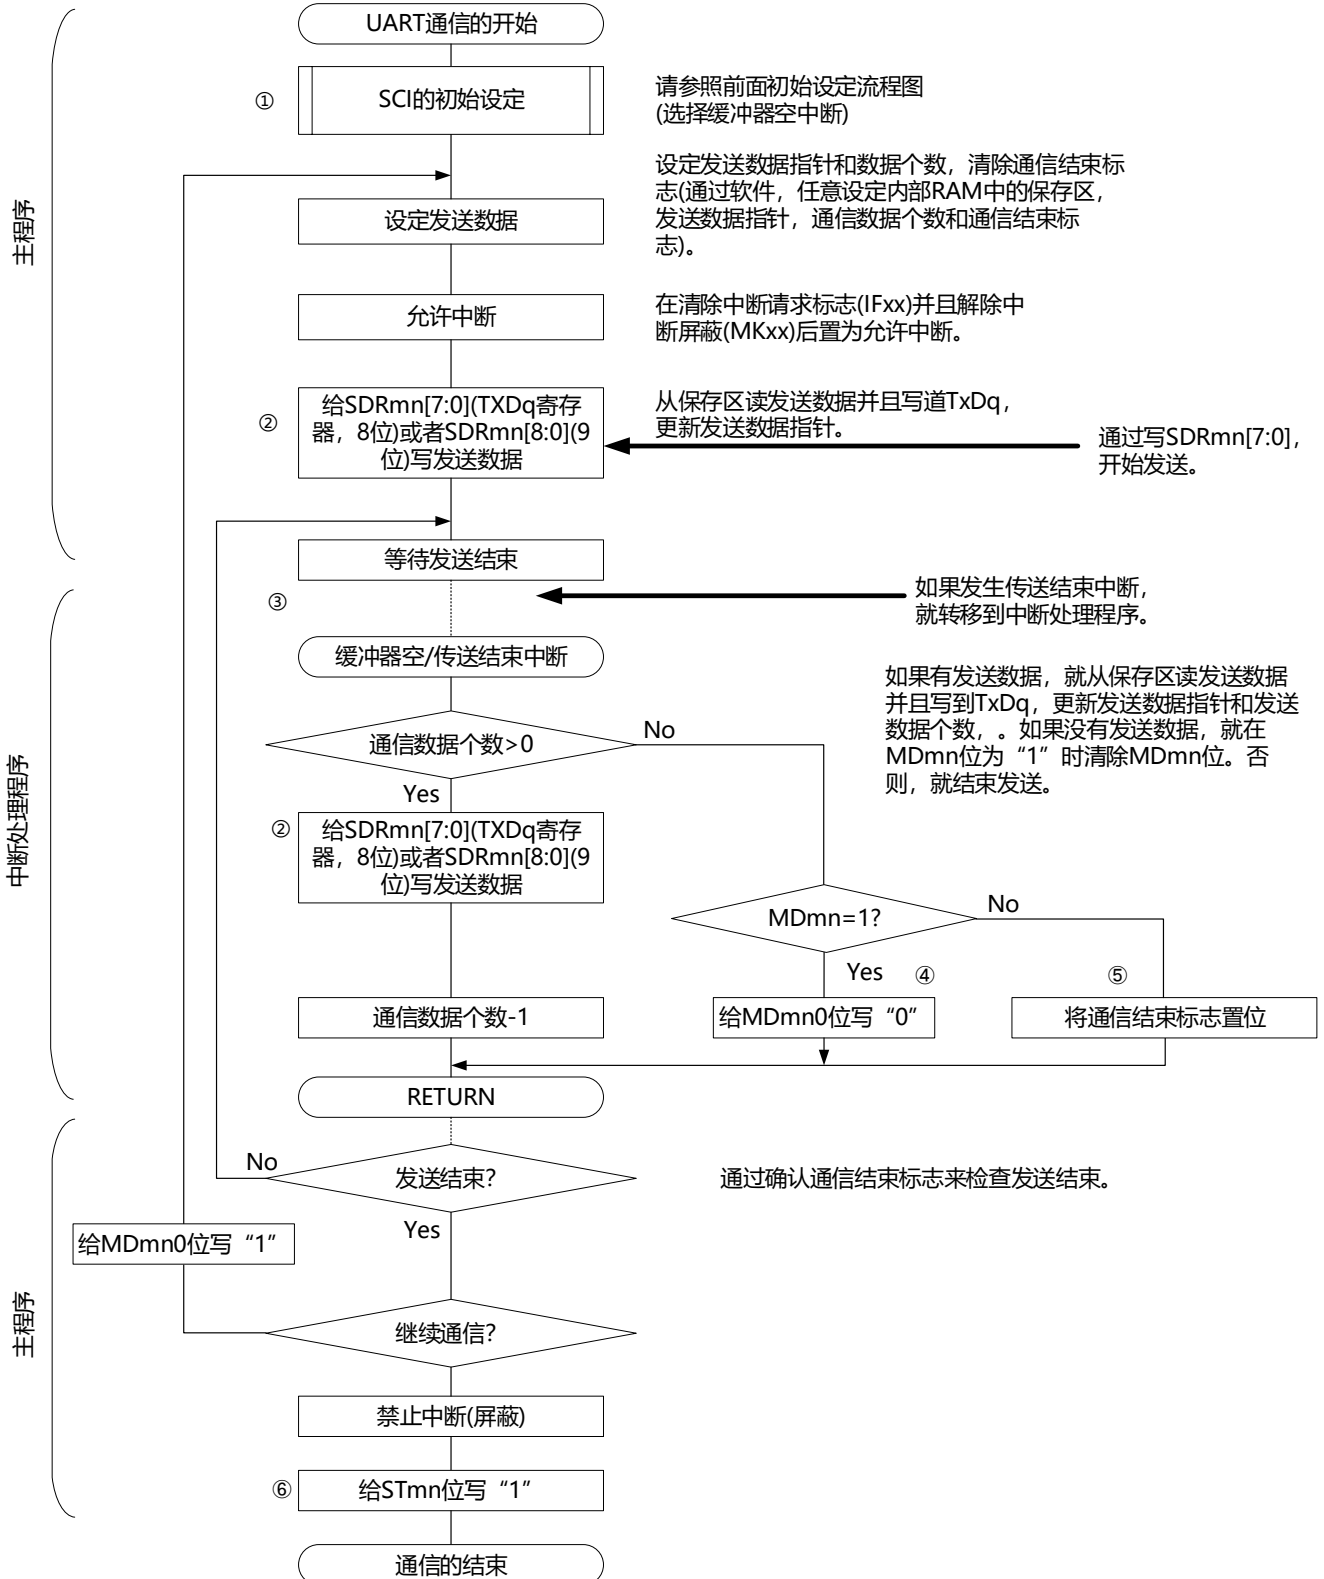 UART通信的开始
主程序
①
SCI的初始设定
请参照前面初始设定流程图
(选择缓冲器空中断)
设定发送数据
设定发送数据指针和数据个数，清除通信结束标
志(通过软件，任意设定内部RAM中的保存区，
发送数据指针，通信数据个数和通信结束标
志)。
允许中断
在清除中断请求标志(IFxx)并且解除中
断屏蔽(MKxx)后置为允许中断。
②
给SDRmn[7:0](TXDq寄存
器，8位)或者SDRmn[8:0](9
位)写发送数据
从保存区读发送数据并且写道TxDq，
更新发送数据指针。
通过写SDRmn[7:0]，
开始发送。
等待发送结束
③
如果发生传送结束中断，
就转移到中断处理程序。
中断处理程序
缓冲器空/传送结束中断
如果有发送数据，就从保存区读发送数据
并且写到TxDq，更新发送数据指针和发送
数据个数，。如果没有发送数据，就在
MDmn位为“1”时清除MDmn位。否
则，就结束发送。
通信数据个数>0
No
Yes
②
给SDRmn[7:0](TXDq寄存
器，8位)或者SDRmn[8:0](9
位)写发送数据
MDmn=1?
No
Yes
④
⑤
通信数据个数-1
给MDmn0位写“0”
将通信结束标志置位
RETURN
主程序
No
发送结束?
通过确认通信结束标志来检查发送结束。
Yes
给MDmn0位写“1”
继续通信?
禁止中断(屏蔽)
⑥
给STmn位写“1”
通信的结束